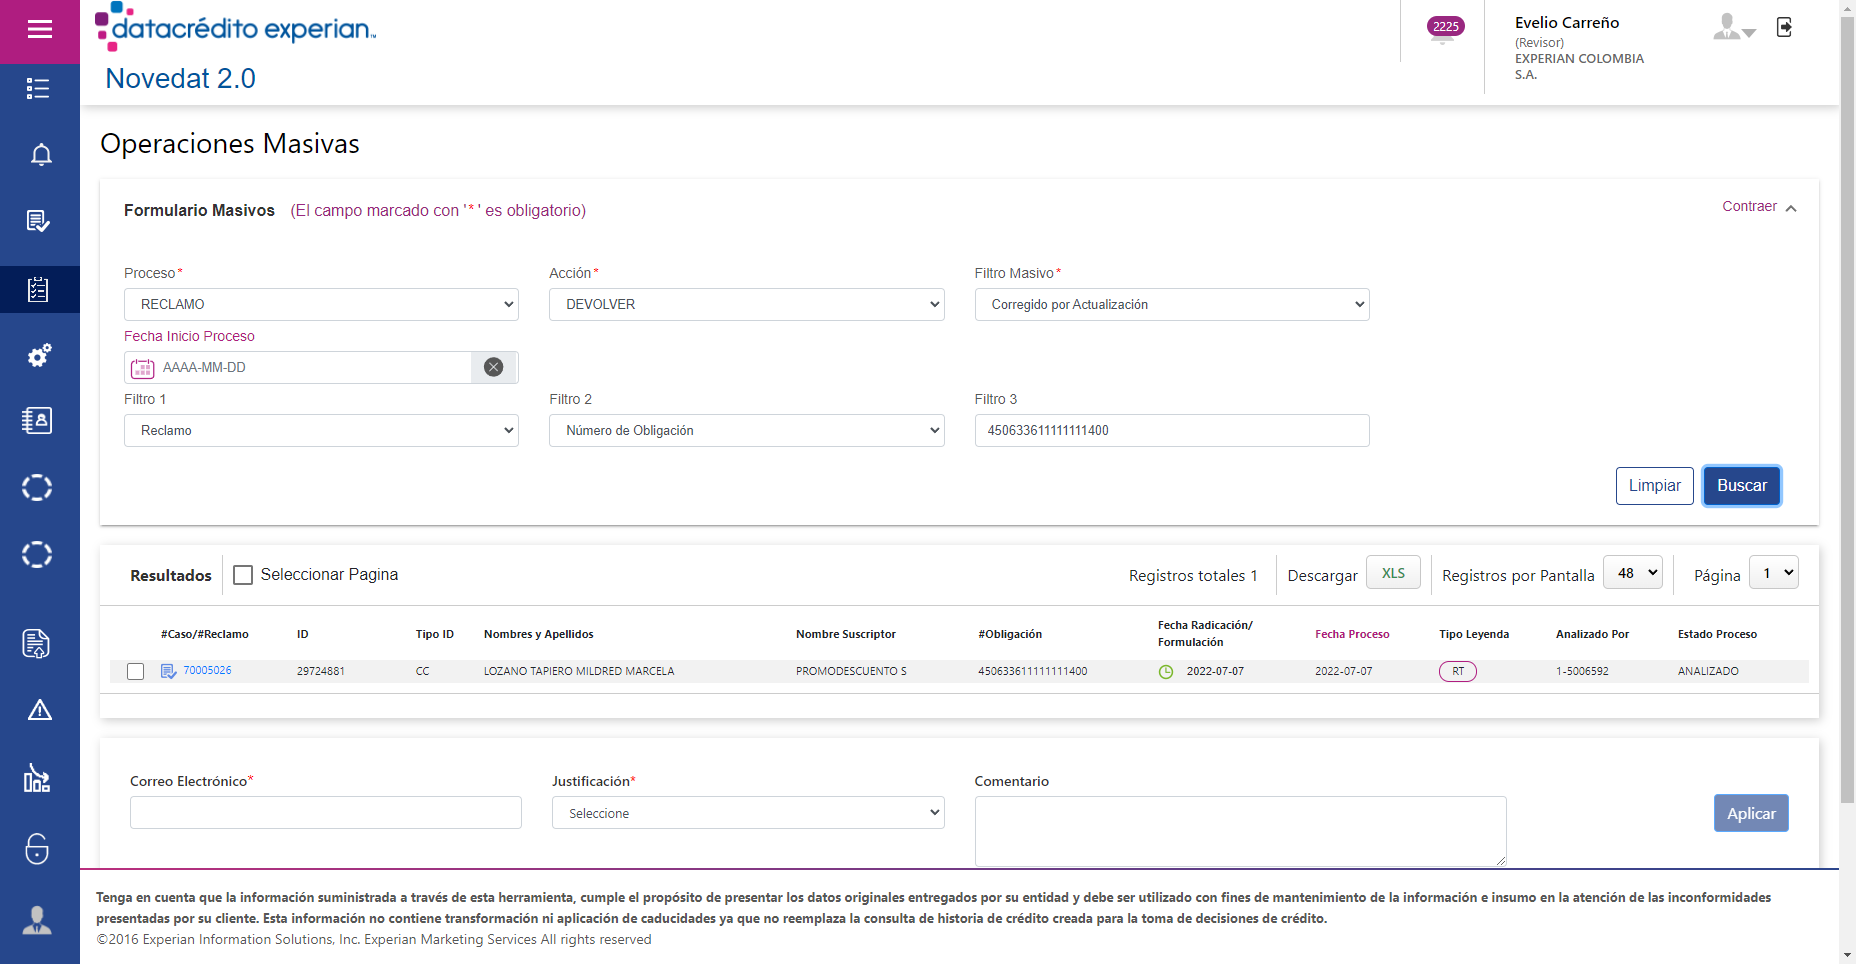 datacrédito experian™
Novedat 2.0
2225
Evelio Carreño
(Revisor)
EXPERIAN COLOMBIA
S.A.
Operaciones Masivas
Formulario Masivos (El campo marcado con '*' es obligatorio)
Contraer
Proceso* Acción* Filtro Masivo*
RECLAMO DEVOLVER Corregido por Actualización
Fecha Inicio Proceso
AAAA-MM-DD
Filtro 1 Filtro 2 Filtro 3
Reclamo Número de Obligación 450633611111111400
Limpiar Buscar
Resultados Seleccionar Pagina Registros totales 1 Descargar XLS Registros por Pantalla 48 Página 1
#Caso/#Reclamo ID Tipo ID Nombres y Apellidos Nombre Suscriptor #Obligación Fecha Radicación/
Formulación Fecha Proceso Tipo Leyenda Analizado Por Estado Proceso
70005026 29724881 CC LOZANO TAPIERO MILDRED MARCELA PROMODESCUENTO S 450633611111111400 2022-07-07 2022-07-07 RT 1-5006592 ANALIZADO
Correo Electrónico* Justificación* Comentario
Seleccione
Aplicar
Tenga en cuenta que la información suministrada a través de esta herramienta, cumple el propósito de presentar los datos originales entregados por su entidad y debe ser utilizado con fines de mantenimiento de la información e insumo en la atención de las inconformidades
presentadas por su cliente. Esta información no contiene transformación ni aplicación de caducidades ya que no reemplaza la consulta de historia de crédito creada para la toma de decisiones de crédito.
©2016 Experian Information Solutions, Inc. Experian Marketing Services All rights reserved